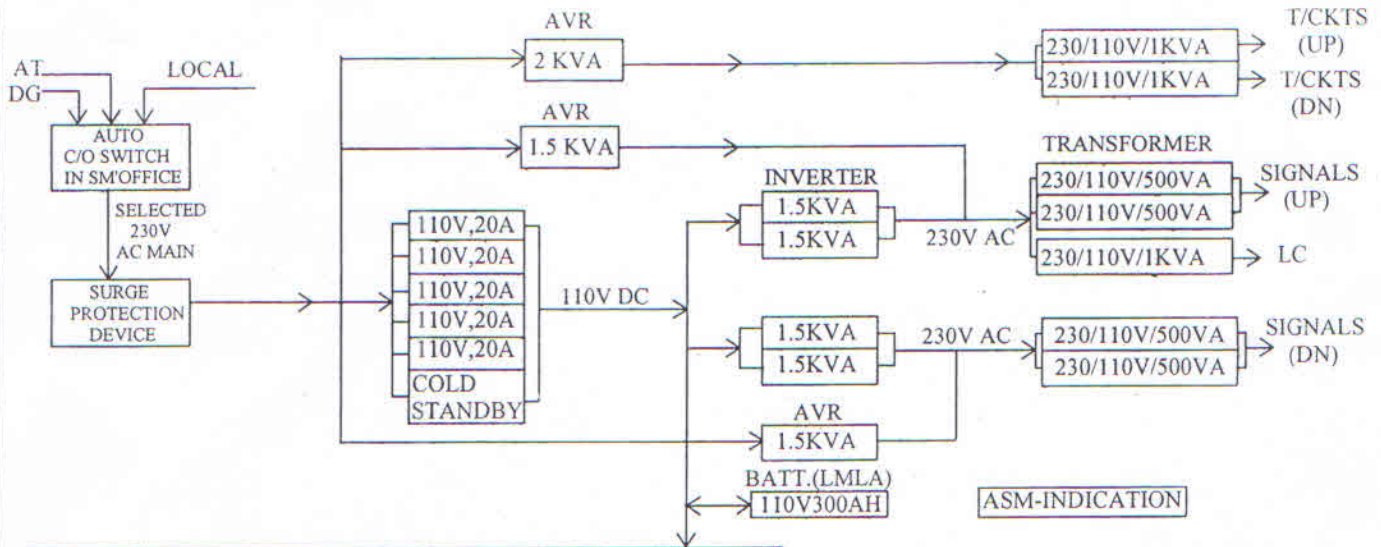 AT
DG
LOCAL
AUTO
C/O SWITCH
IN SM'OFFICE
SELECTED
230V
AC MAIN
SURGE
PROTECTION
DEVICE
AVR
2 KVA
AVR
1.5 KVA
110V,20A
110V,20A
110V,20A
110V,20A
110V,20A
COLD
STANDBY
110V DC
INVERTER
1.5KVA
1.5KVA
230V AC
1.5KVA
1.5KVA
230V AC
AVR
1.5KVA
BATT.(LMLA)
110V300AH
230/110V/1KVA
230/110V/1KVA
T/CKTS
(UP)
T/CKTS
(DN)
TRANSFORMER
230/110V/500VA
230/110V/500VA
230/110V/1KVA
SIGNALS
(UP)
LC
230/110V/500VA
230/110V/500VA
SIGNALS
(DN)
ASM-INDICATION